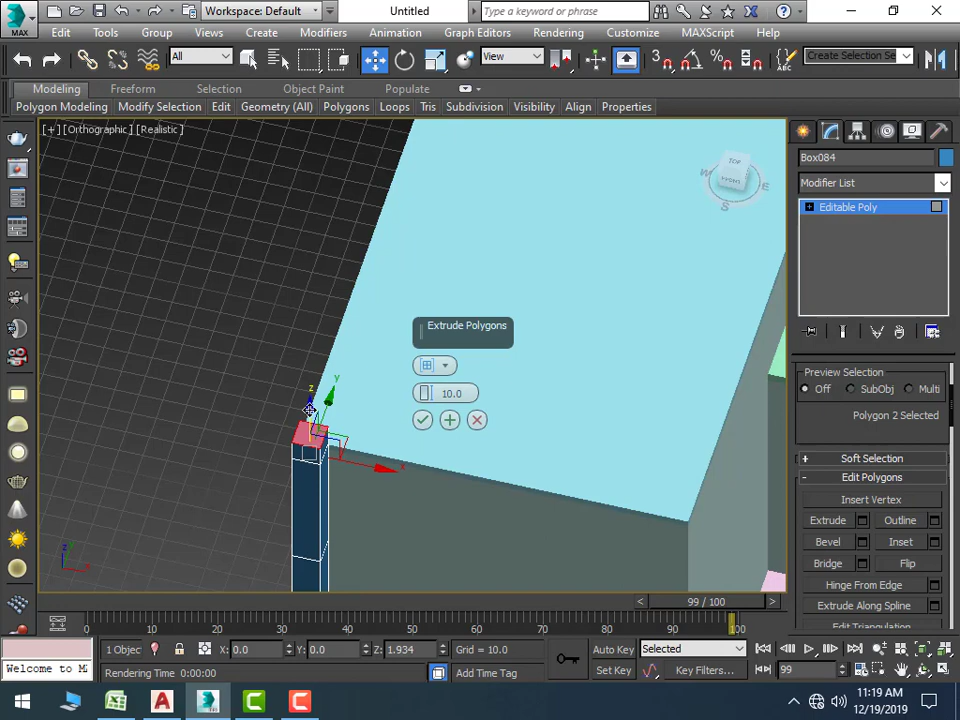 MAX
Workspace: Default
Untitled
Type a keyword or phrase
Edit Tools Group Views Create Modifiers Animation Graph Editors Rendering Customize MAXScript Help
All View Create Selection Se
Modeling Freeform Selection Object Paint Populate
Polygon Modeling Modify Selection Edit Geometry (All) Polygons Loops Tris Subdivision Visibility Align Properties
[+] [Orthographic ] [Realistic ]
TOP
FRONT
W E
S
Box084
Modifier List
Editable Poly
Extrude Polygons
10.0
z y
x
Preview Selection
Off SubObj Multi
Polygon 2 Selected
+ Soft Selection
- Edit Polygons
Insert Vertex
Extrude Outline
Bevel Inset
Bridge Flip
Hinge From Edge
Extrude Along Spline
Edit Triangulation
z
x
< 99 / 100 >
0 10 20 30 40 50 60 70 80 90 100
1 Object X: 0.0 Y: 0.0 Z: 1.934 Grid = 10.0 Auto Key Selected
Welcome to M Rendering Time 0:00:00 Add Time Tag Set Key Key Filters... 99
11:19 AM
12/19/2019